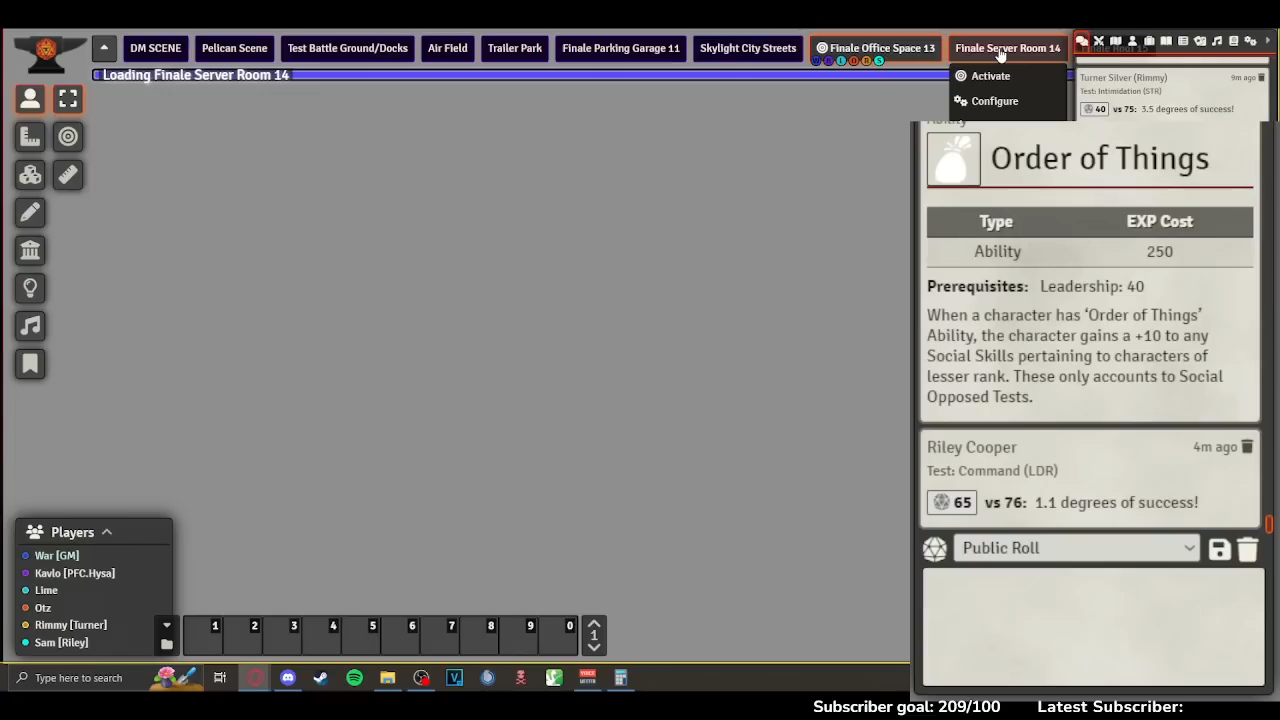 DM SCENE
Pelican Scene
Test Battle Ground/Docks
Air Field
Trailer Park
Finale Parking Garage 11
Skylight City Streets
Finale Office Space 13
Finale Server Room 14
Loading Finale Server Room 14
Activate
Configure
Turner Silver (Rimmy)
9m ago
Test: Intimidation (STR)
40 vs 75: 3.5 degrees of success!
Ability
Order of Things
Type EXP Cost
Ability 250
Prerequisites: Leadership: 40
When a character has ‘Order of Things’
Ability, the character gains a +10 to any
Social Skills pertaining to characters of
lesser rank. These only accounts to Social
Opposed Tests.
Riley Cooper
4m ago
Test: Command (LDR)
65 vs 76: 1.1 degrees of success!
Public Roll
Players
War [GM]
Kavlo [PFC.Hysa]
Lime
Otz
Rimmy [Turner]
Sam [Riley]
1 2 3 4 5 6 7 8 9 0
1
Type here to search
Subscriber goal: 209/100
Latest Subscriber: